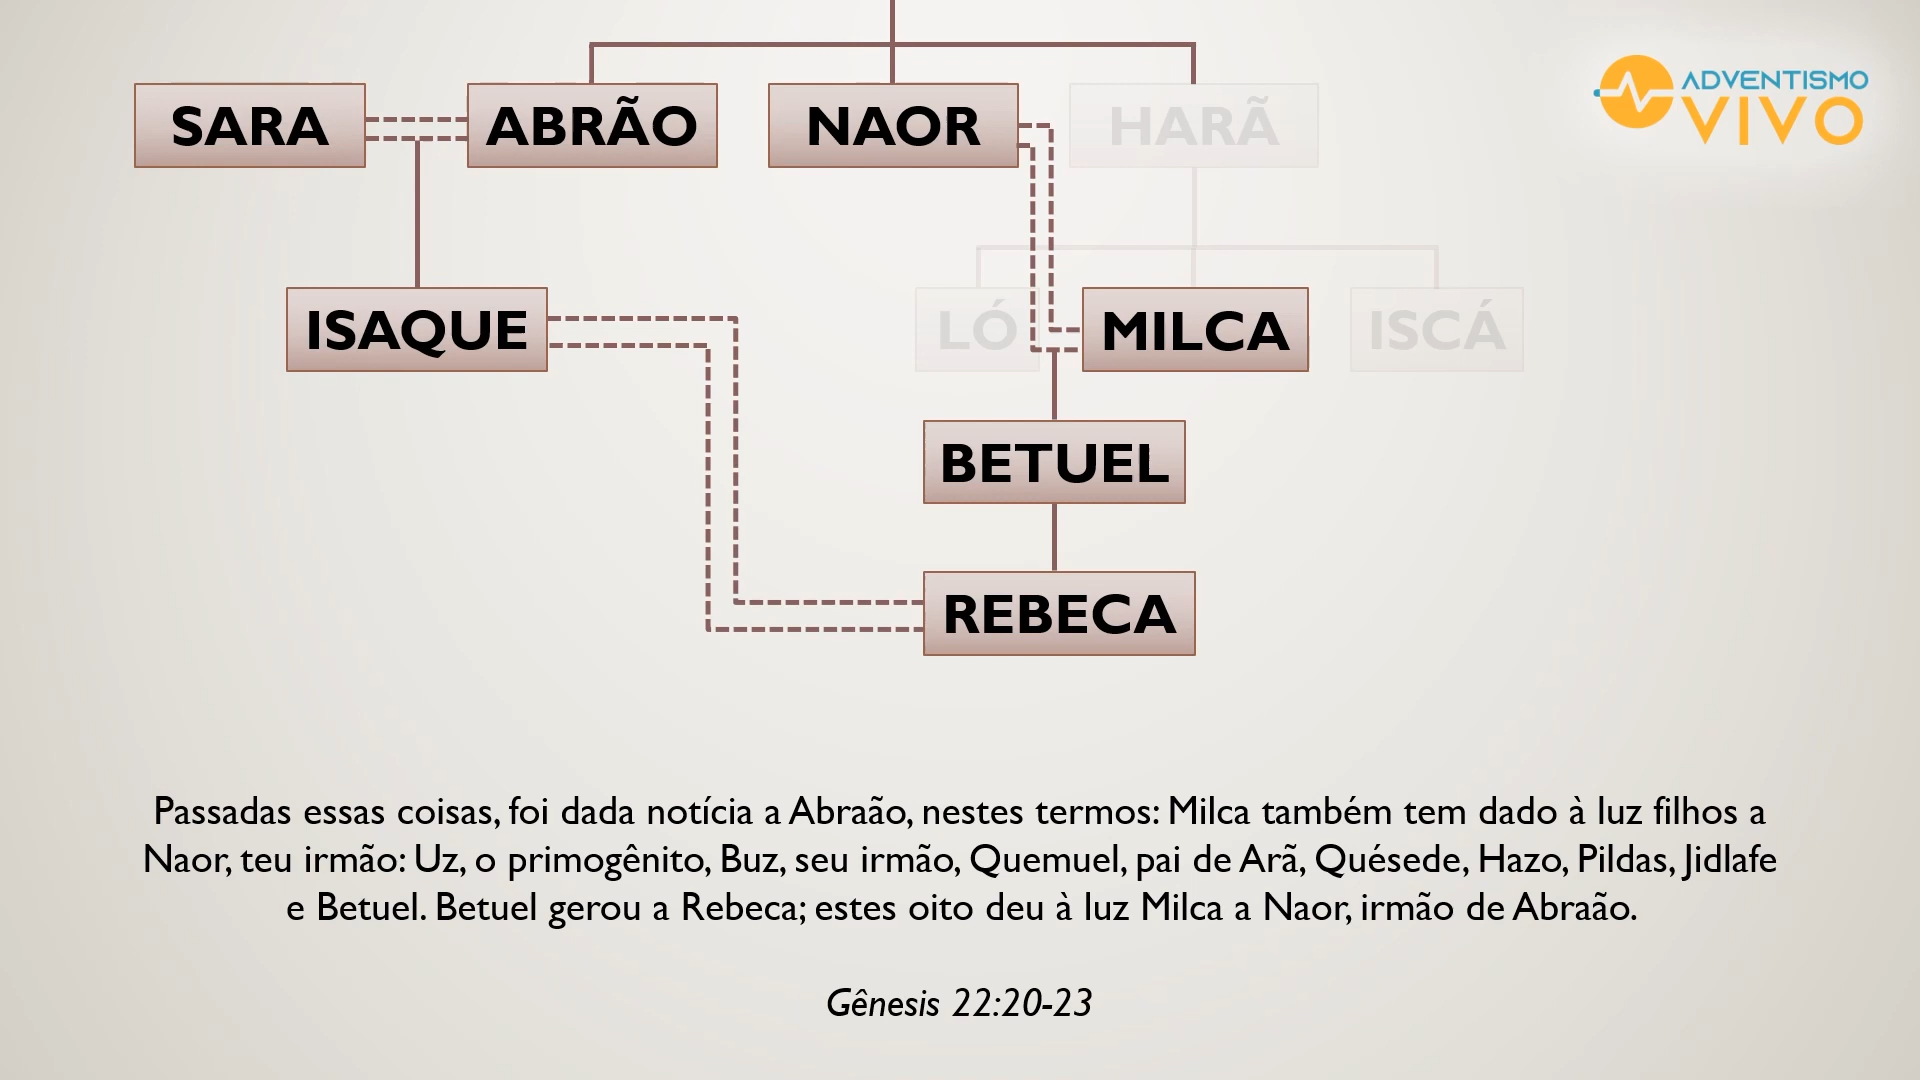 SARA ABRÃO NAOR HARÃ
ADVENTISMO
VIVO
ISAQUE LÓ MILCA ISCÁ
BETUEL
REBECA
Passadas essas coisas, foi dada notícia a Abraão, nestes termos: Milca também tem dado à luz filhos a
Naor, teu irmão: Uz, o primogênito, Buz, seu irmão, Quemuel, pai de Arã, Quésede, Hazo, Pildas, Jidlafe
e Betuel. Betuel gerou a Rebeca; estes oito deu à luz Milca a Naor, irmão de Abraão.
Gênesis 22:20-23